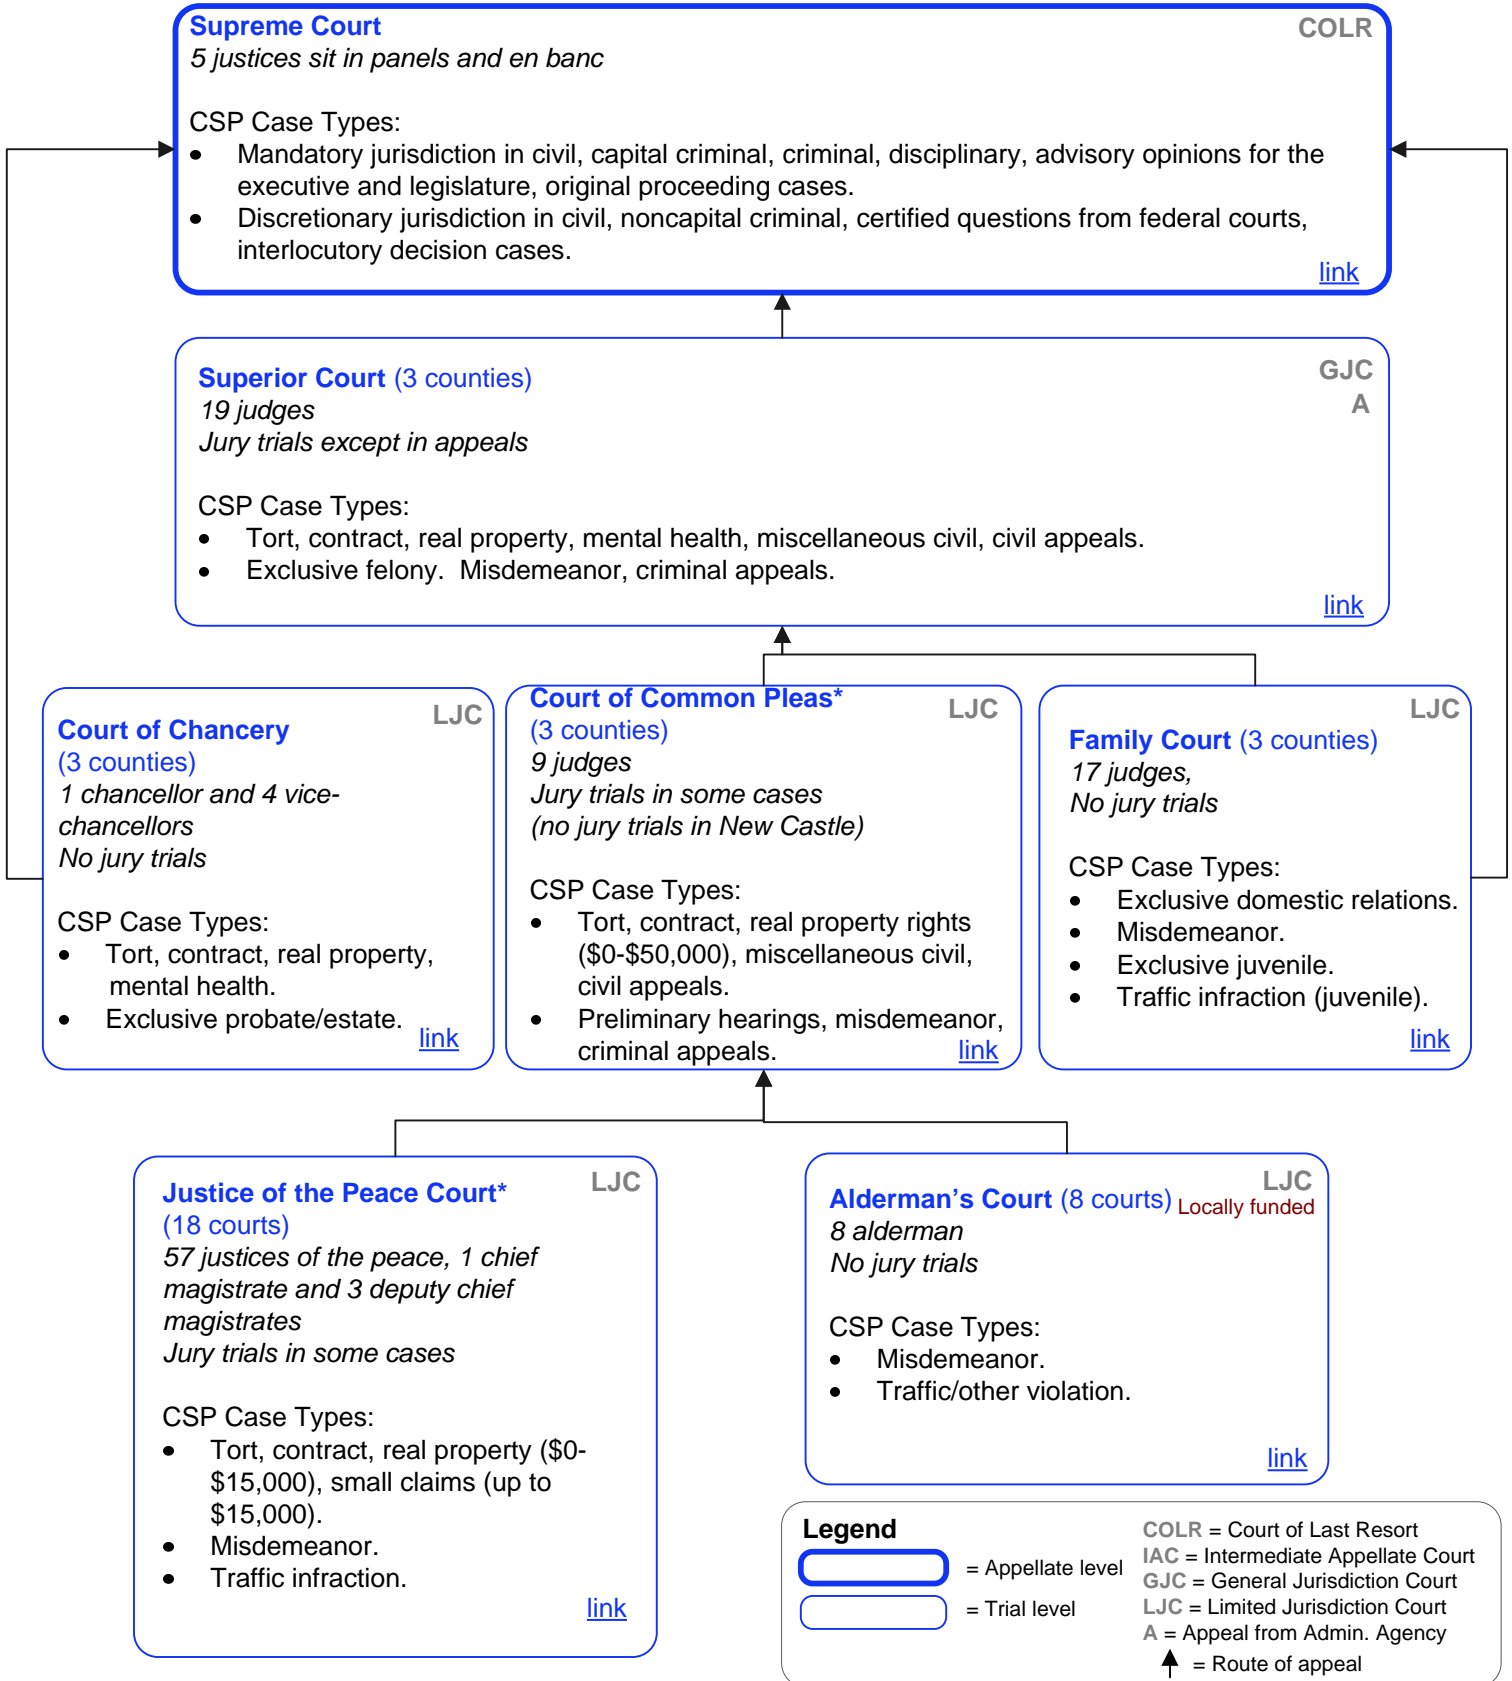 Supreme Court
COLR
5 justices sit in panels and en banc
CSP Case Types:
• Mandatory jurisdiction in civil, capital criminal, criminal, disciplinary, advisory opinions for the
executive and legislature, original proceeding cases.
• Discretionary jurisdiction in civil, noncapital criminal, certified questions from federal courts,
interlocutory decision cases.
link
Superior Court (3 counties)
GJC
A
19 judges
Jury trials except in appeals
CSP Case Types:
• Tort, contract, real property, mental health, miscellaneous civil, civil appeals.
• Exclusive felony.  Misdemeanor, criminal appeals.
link
Court of Chancery
LJC
(3 counties)
1 chancellor and 4 vice-
chancellors
No jury trials
CSP Case Types:
• Tort, contract, real property,
mental health.
• Exclusive probate/estate.
link
Court of Common Pleas*
LJC
(3 counties)
9 judges
Jury trials in some cases
(no jury trials in New Castle)
CSP Case Types:
• Tort, contract, real property rights
($0-$50,000), miscellaneous civil,
civil appeals.
• Preliminary hearings, misdemeanor,
criminal appeals.
link
LJC
Family Court (3 counties)
17 judges,
No jury trials
CSP Case Types:
• Exclusive domestic relations.
• Misdemeanor.
• Exclusive juvenile.
• Traffic infraction (juvenile).
link
Justice of the Peace Court*
LJC
(18 courts)
57 justices of the peace, 1 chief
magistrate and 3 deputy chief
magistrates
Jury trials in some cases
CSP Case Types:
• Tort, contract, real property ($0-
$15,000), small claims (up to
$15,000).
• Misdemeanor.
• Traffic infraction.
link
LJC
Alderman's Court (8 courts)
Locally funded
8 alderman
No jury trials
CSP Case Types:
• Misdemeanor.
• Traffic/other violation.
link
Legend
= Appellate level
= Trial level
COLR = Court of Last Resort
IAC = Intermediate Appellate Court
GJC = General Jurisdiction Court
LJC = Limited Jurisdiction Court
A = Appeal from Admin. Agency
= Route of appeal